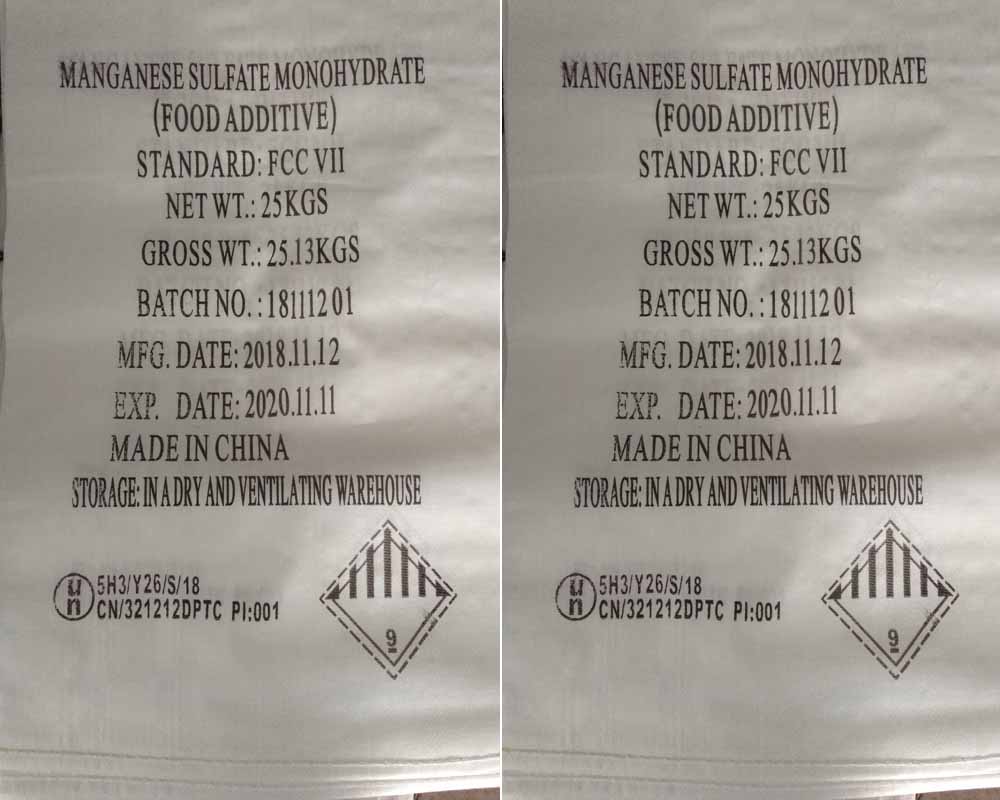 MANGANESE SULFATE MONOHYDRATE
(FOOD ADDITIVE)
STANDARD: FCC VII
NET WT.: 25KGS
GROSS WT.: 25.13KGS
BATCH NO. : 18111201
MFG. DATE: 2018.11.12
EXP. DATE: 2020.11.11
MADE IN CHINA
STORAGE: IN A DRY AND VENTILATING WAREHOUSE
un
5H3/Y26/S/18
CN/321212DPTC PI:001
9
MANGANESE SULFATE MONOHYDRATE
(FOOD ADDITIVE)
STANDARD: FCC VII
NET WT.: 25KGS
GROSS WT.: 25.13KGS
BATCH NO. : 18111201
MFG. DATE: 2018.11.12
EXP. DATE: 2020.11.11
MADE IN CHINA
STORAGE: IN A DRY AND VENTILATING WAREHOUSE
un
5H3/Y26/S/18
CN/321212DPTC PI:001
9